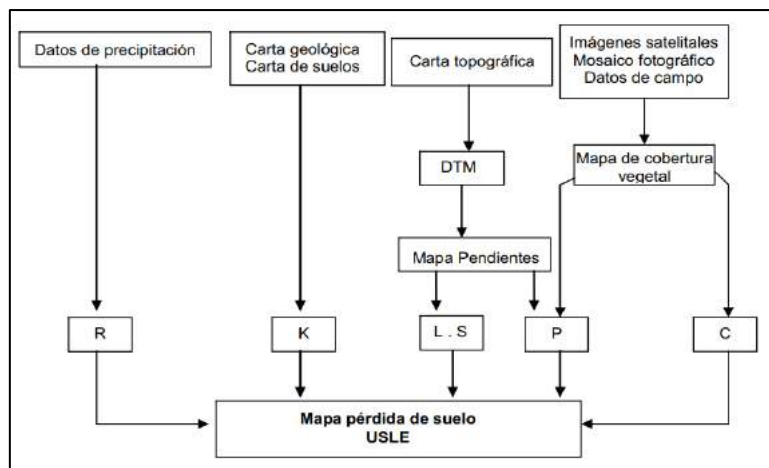 Datos de precipitación
Carta geológica
Carta de suelos
Carta topográfica
Imágenes satelitales
Mosaico fotográfico
Datos de campo
DTM
Mapa de cobertura
vegetal
Mapa Pendientes
R
K
L . S
P
C
Mapa pérdida de suelo
USLE